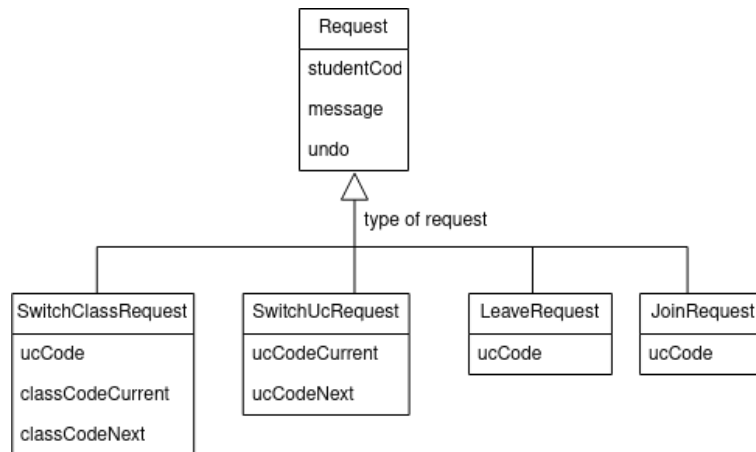 Request
studentCod
message
undo
type of request
SwitchClassRequest
ucCode
classCodeCurrent
classCodeNext
SwitchUcRequest
ucCodeCurrent
ucCodeNext
LeaveRequest
ucCode
JoinRequest
ucCode